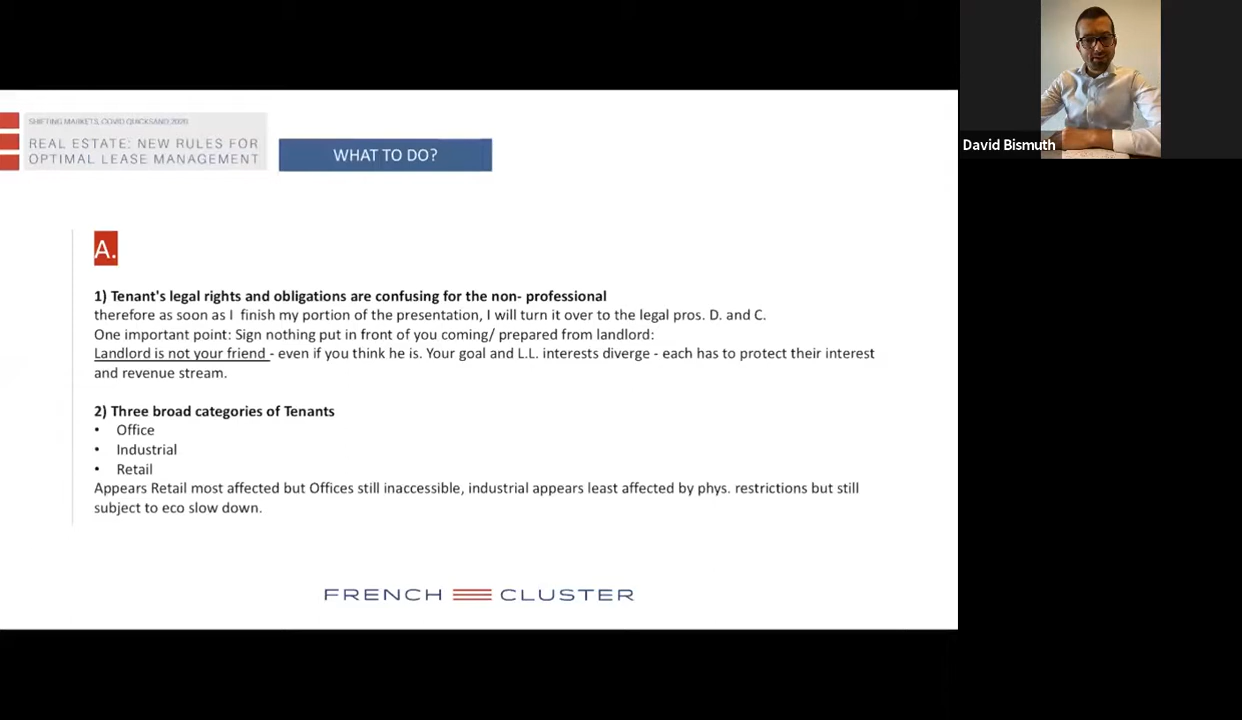 SHIFTING MARKETS, COVID QUICKSAND 2020
REAL ESTATE: NEW RULES FOR
OPTIMAL LEASE MANAGEMENT
WHAT TO DO?
David Bismuth
A.
1) Tenant's legal rights and obligations are confusing for the non- professional
therefore as soon as I finish my portion of the presentation, I will turn it over to the legal pros. D. and C.
One important point: Sign nothing put in front of you coming/ prepared from landlord:
Landlord is not your friend - even if you think he is. Your goal and L.L. interests diverge - each has to protect their interest
and revenue stream.
2) Three broad categories of Tenants
• Office
• Industrial
• Retail
Appears Retail most affected but Offices still inaccessible, industrial appears least affected by phys. restrictions but still
subject to eco slow down.
FRENCH CLUSTER